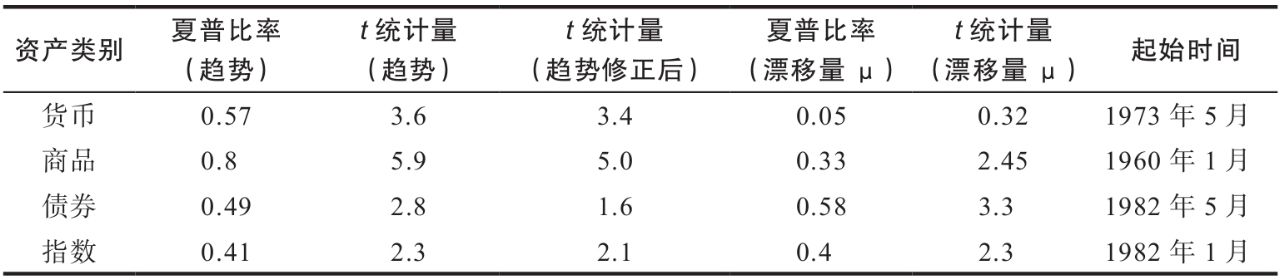 资产类别 夏普比率（趋势） t 统计量（趋势） t 统计量（趋势修正后） 夏普比率（漂移量 μ） t 统计量（漂移量 μ） 起始时间
货币 0.57 3.6 3.4 0.05 0.32 1973 年 5 月
商品 0.8 5.9 5.0 0.33 2.45 1960 年 1 月
债券 0.49 2.8 1.6 0.58 3.3 1982 年 5 月
指数 0.41 2.3 2.1 0.4 2.3 1982 年 1 月